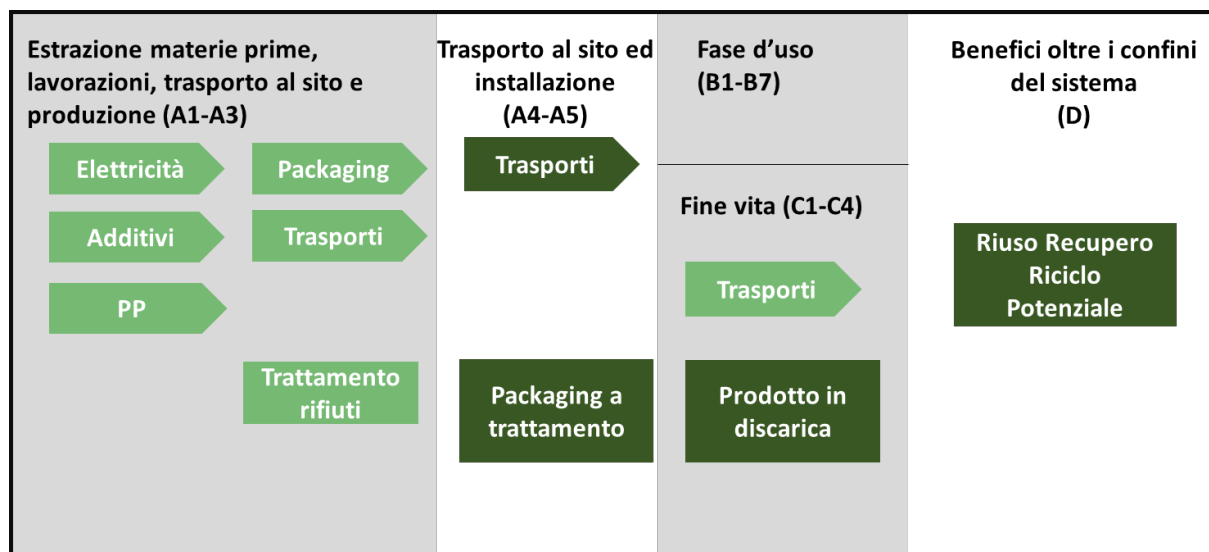 Estrazione materie prime,
lavorazioni, trasporto al sito e
produzione (A1-A3)
Elettricità
Packaging
Additivi
Trasporti
PP
Trattamento
rifiuti
Trasporto al sito ed
installazione
(A4-A5)
Trasporti
Packaging a
trattamento
Fase d’uso
(B1-B7)
Fine vita (C1-C4)
Trasporti
Prodotto in
discarica
Benefici oltre i confini
del sistema
(D)
Riuso Recupero
Riciclo
Potenziale